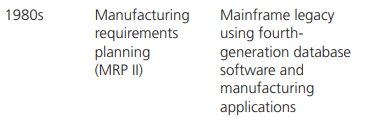 1980s
Manufacturing
requirements
planning
(MRP II)
Mainframe legacy
using fourth-
generation database
software and
manufacturing
applications